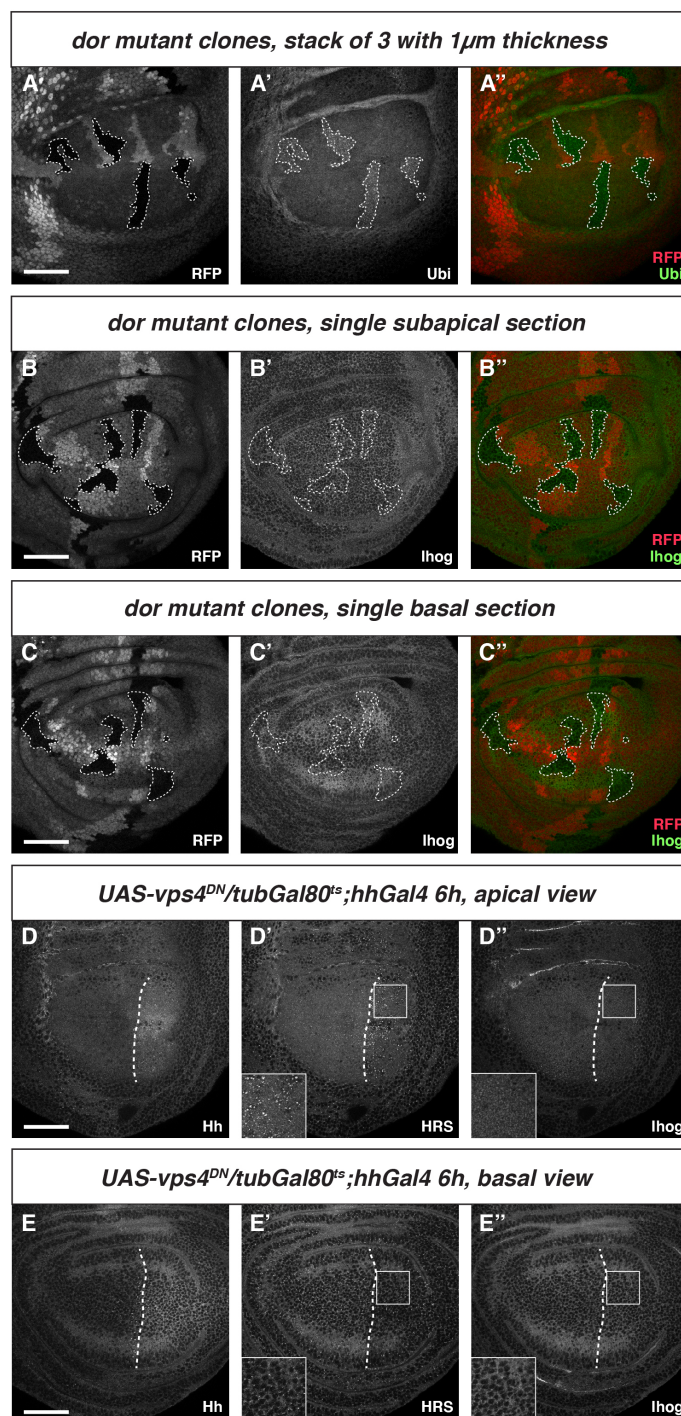 dor mutant clones, stack of 3 with 1µm thickness
A A' A''
RFP Ubi RFP
Ubi
dor mutant clones, single subapical section
B B' B''
RFP Ihog RFP
Ihog
dor mutant clones, single basal section
C C' C''
RFP Ihog RFP
Ihog
UAS-vps4DN/tubGal80ts;hhGal4 6h, apical view
D D' D''
Hh HRS Ihog
UAS-vps4DN/tubGal80ts;hhGal4 6h, basal view
E E' E''
Hh HRS Ihog